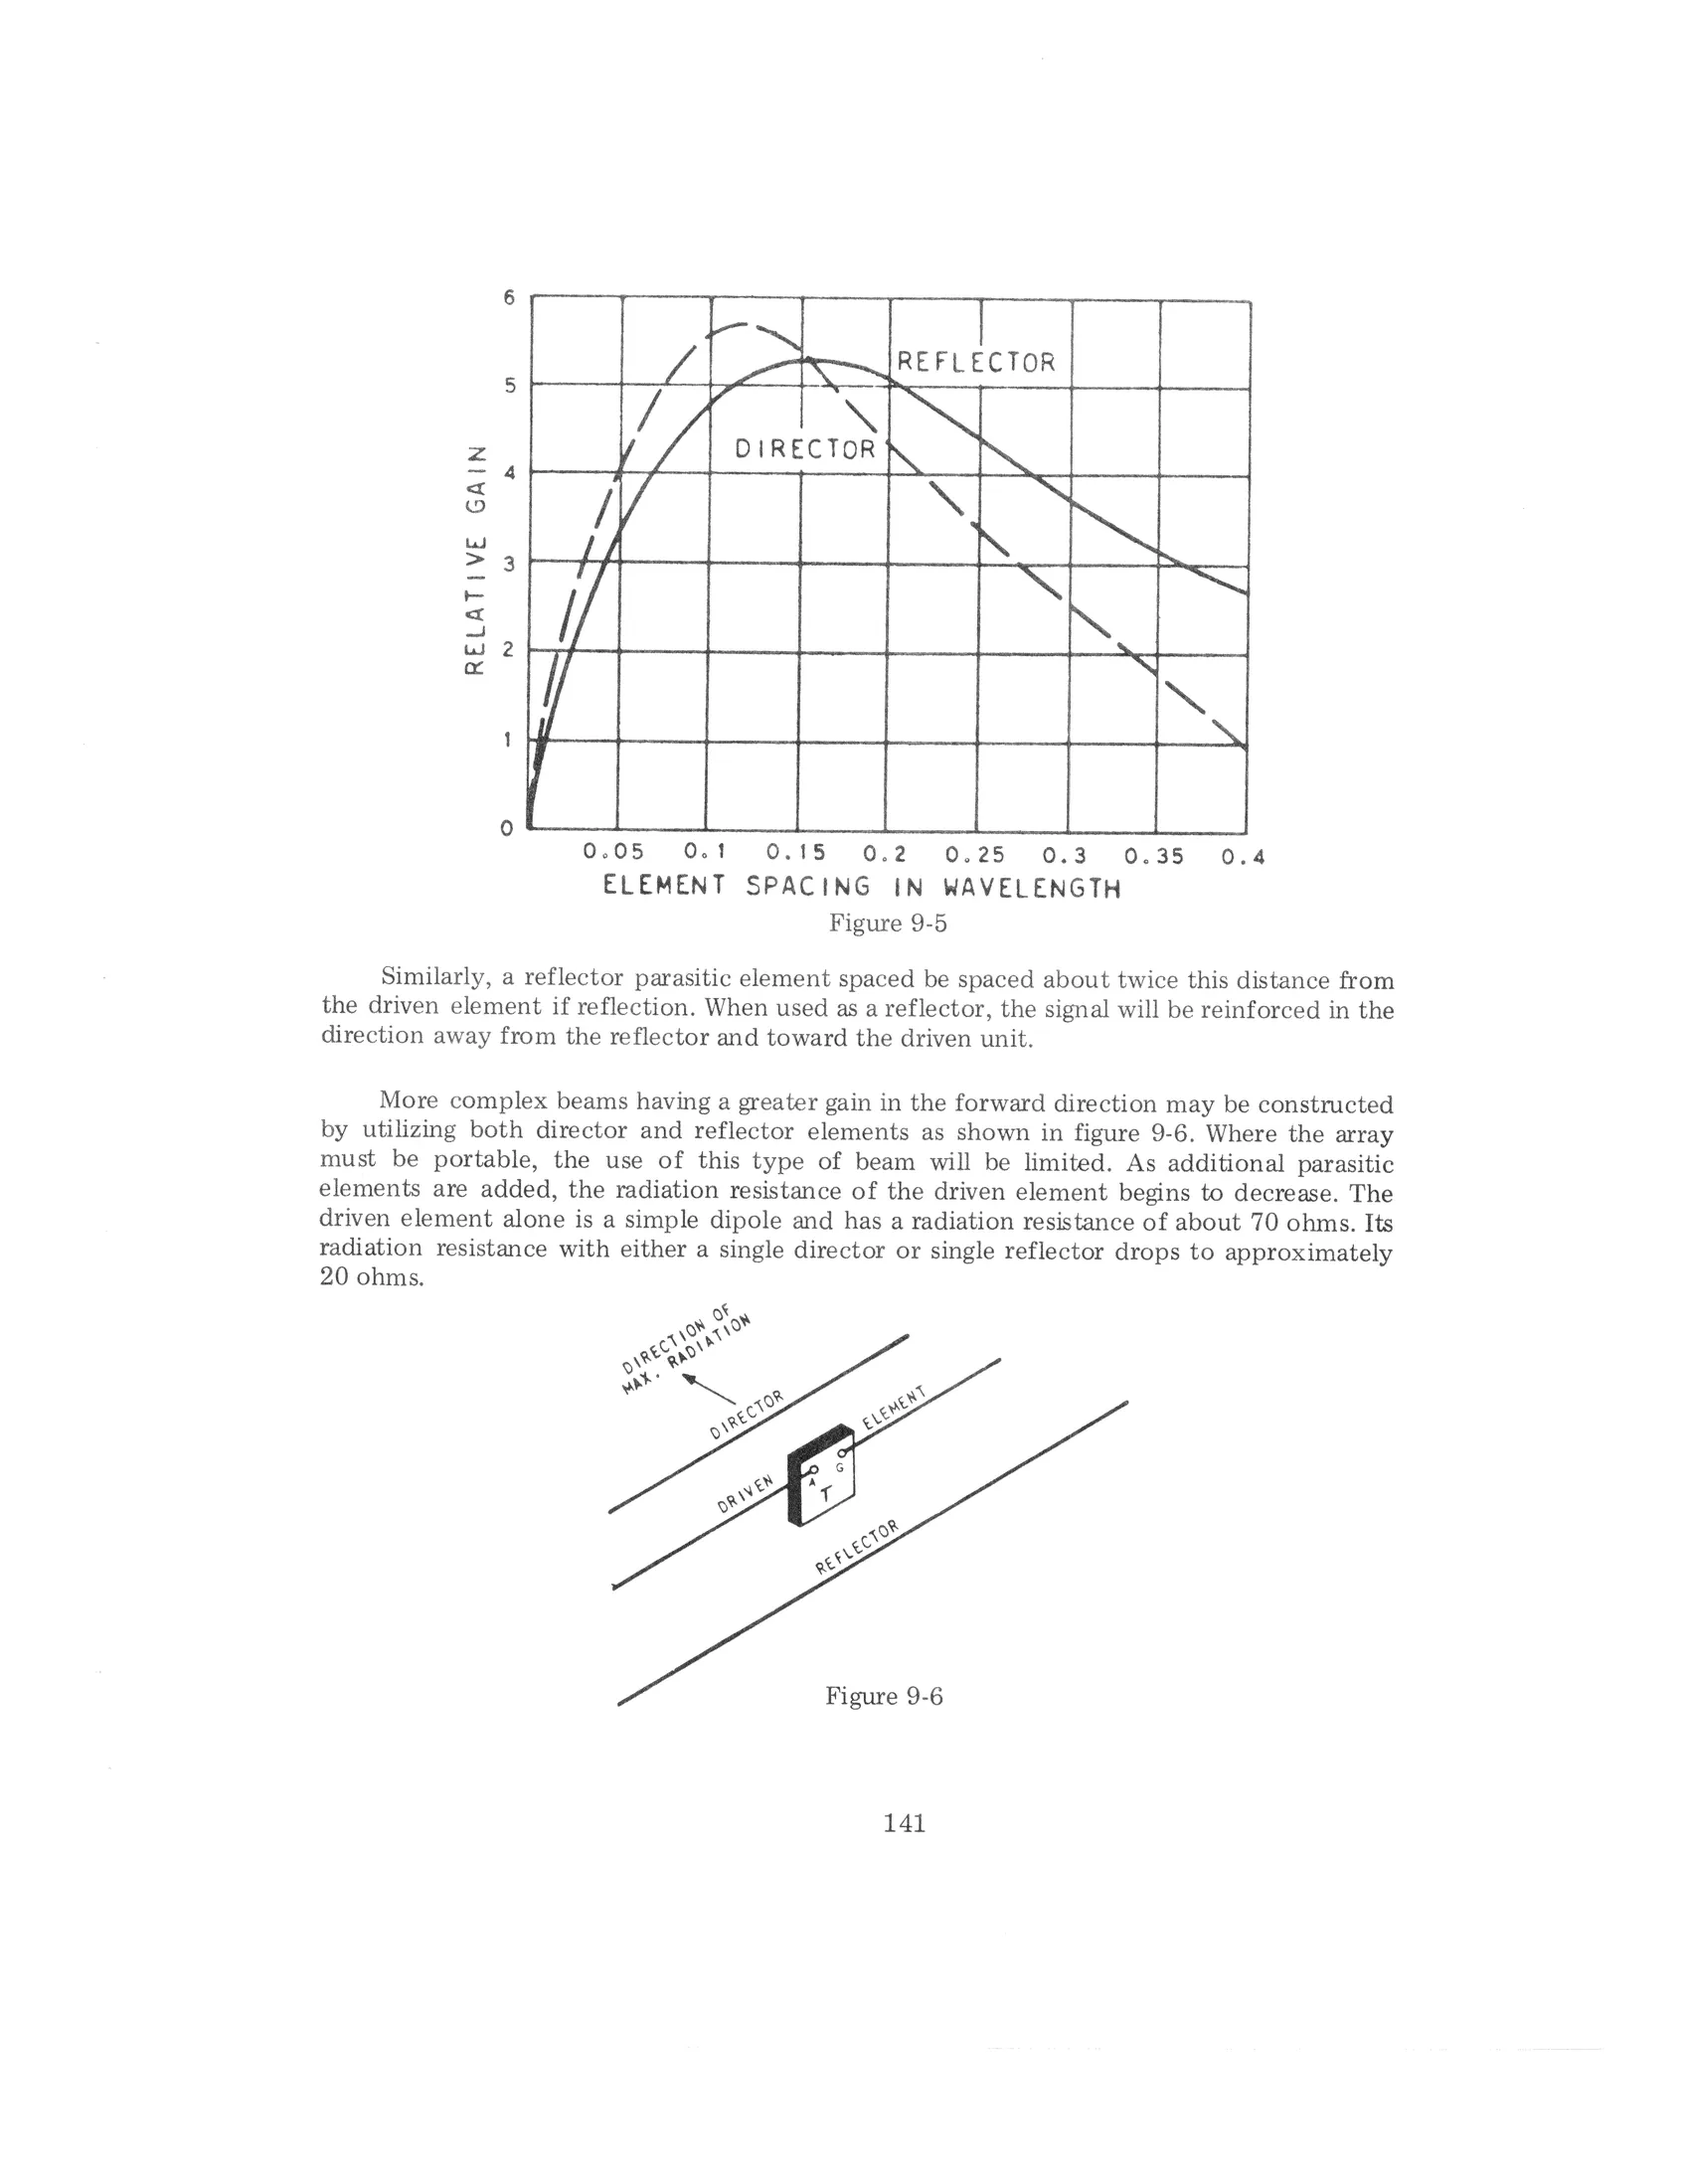 6
REFLECTOR
5
DIRECTOR
4
RELATIVE GAIN
3
2
1
0
0.05 0.1 0.15 0.2 0.25 0.3 0.35 0.4
ELEMENT SPACING IN WAVELENGTH
Figure 9-5
Similarly, a reflector parasitic element spaced be spaced about twice this distance from
the driven element if reflection. When used as a reflector, the signal will be reinforced in the
direction away from the reflector and toward the driven unit.
More complex beams having a greater gain in the forward direction may be constructed
by utilizing both director and reflector elements as shown in figure 9-6. Where the array
must be portable, the use of this type of beam will be limited. As additional parasitic
elements are added, the radiation resistance of the driven element begins to decrease. The
driven element alone is a simple dipole and has a radiation resistance of about 70 ohms. Its
radiation resistance with either a single director or single reflector drops to approximately
20 ohms.
DIRECTION OF
MAX. RADIATION
DIRECTOR
ELEMENT
DRIVEN
A G
T
REFLECTOR
Figure 9-6
141